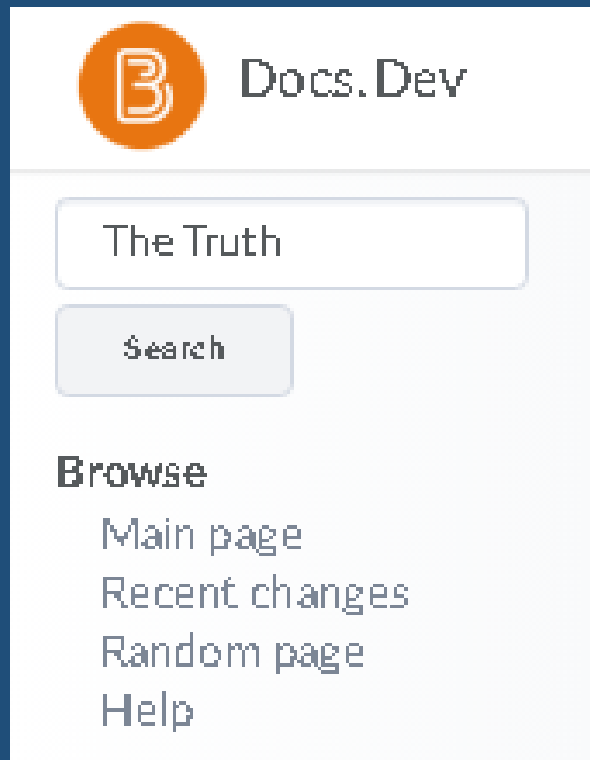 B Docs.Dev
The Truth
Search
Browse
Main page
Recent changes
Random page
Help